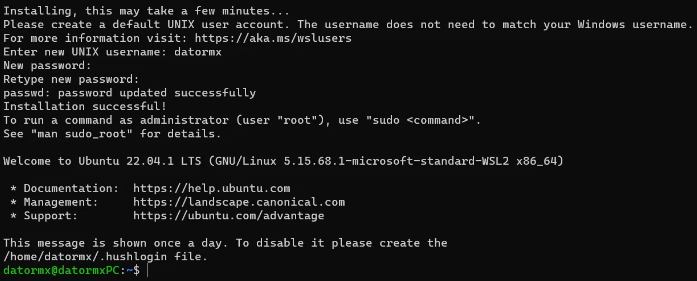 Installing, this may take a few minutes...
Please create a default UNIX user account. The username does not need to match your Windows username.
For more information visit: https://aka.ms/wslusers
Enter new UNIX username: datormx
New password:
Retype new password:
passwd: password updated successfully
Installation successful!
To run a command as administrator (user "root"), use "sudo <command>".
See "man sudo_root" for details.
Welcome to Ubuntu 22.04.1 LTS (GNU/Linux 5.15.68.1-microsoft-standard-WSL2 x86_64)
* Documentation:  https://help.ubuntu.com
* Management:     https://landscape.canonical.com
* Support:        https://ubuntu.com/advantage
This message is shown once a day. To disable it please create the
/home/datormx/.hushlogin file.
datormx@datormxPC:~$